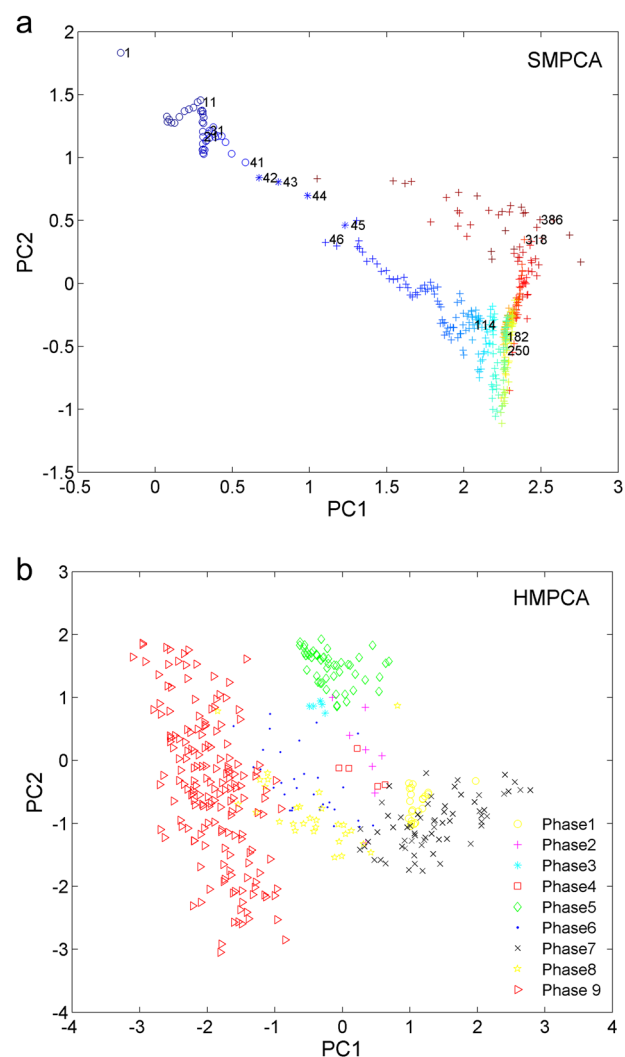 a
SMPCA
2
1.5
1
0.5
0
-0.5
-1
-1.5
PC2
1
11
31
21
41
42
43
44
45
46
386
318
114
182
250
-0.5 0 0.5 1 1.5 2 2.5 3
PC1
b
HMPCA
3
2
1
0
-1
-2
-3
-4
PC2
Phase1
Phase2
Phase3
Phase4
Phase5
Phase6
Phase7
Phase8
Phase 9
-4 -3 -2 -1 0 1 2 3 4
PC1